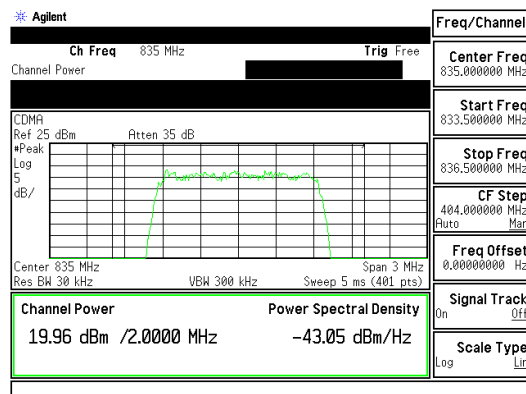 Agilent
Freq/Channel
Ch Freq 835 MHz Trig Free
Channel Power
Center Freq
835.000000 MHz
Start Freq
833.500000 MHz
Stop Freq
836.500000 MHz
CF Step
404.000000 MHz
Auto Man
Freq Offset
0.00000000 Hz
Signal Track
On Off
Scale Type
Log Lin
CDMA
Ref 25 dBm Atten 35 dB
#Peak
Log
5
dB/
Center 835 MHz Span 3 MHz
Res BW 30 kHz VBW 300 kHz Sweep 5 ms (401 pts)
Channel Power Power Spectral Density
19.96 dBm /2.0000 MHz -43.05 dBm/Hz